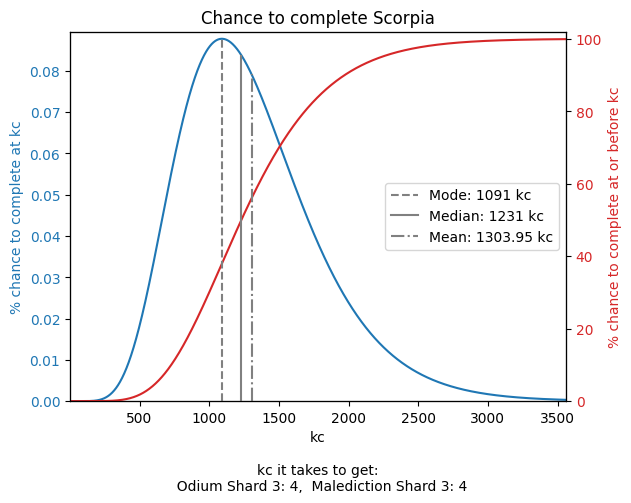 Chance to complete Scorpia
% chance to complete at kc
0.08
0.07
0.06
0.05
0.04
0.03
0.02
0.01
0.00
Mode: 1091 kc
Median: 1231 kc
Mean: 1303.95 kc
100
80
60
40
20
0
% chance to complete at or before kc
500 1000 1500 2000 2500 3000 3500
kc
kc it takes to get:
Odium Shard 3: 4, Malediction Shard 3: 4